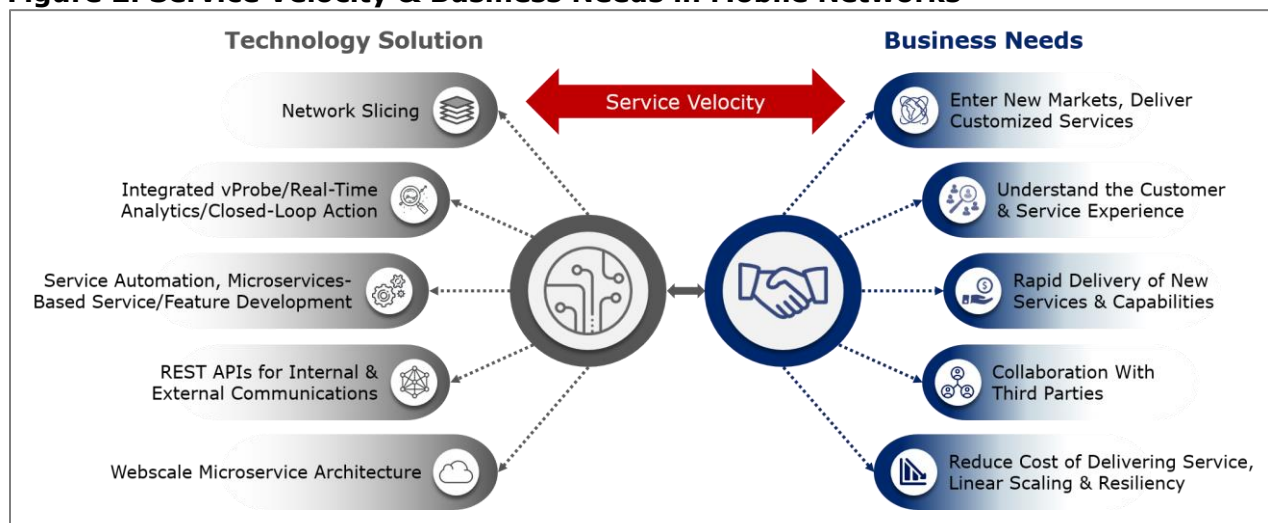 Figure 2: Service Velocity & Business Needs in Mobile Networks
Technology Solution
Business Needs
Service Velocity
Network Slicing
Integrated vProbe/Real-Time
Analytics/Closed-Loop Action
Service Automation, Microservices-
Based Service/Feature Development
REST APIs for Internal &
External Communications
Webscale Microservice Architecture
Enter New Markets, Deliver
Customized Services
Understand the Customer
& Service Experience
Rapid Delivery of New
Services & Capabilities
Collaboration With
Third Parties
Reduce Cost of Delivering Service,
Linear Scaling & Resiliency